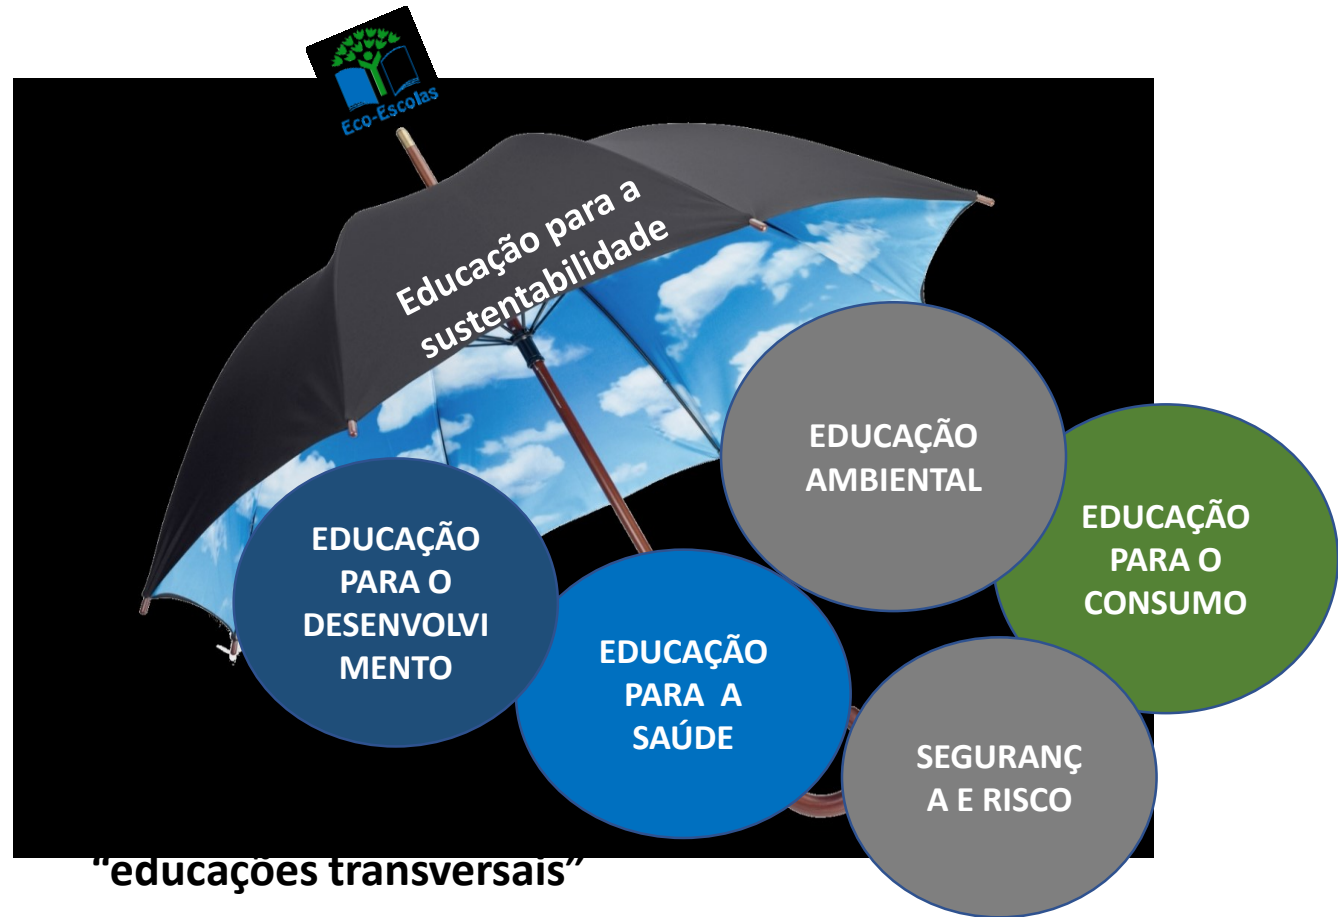 Eco-Escolas
Educação para a
sustentabilidade
EDUCAÇÃO
AMBIENTAL
EDUCAÇÃO
PARA O
CONSUMO
EDUCAÇÃO
PARA O
DESENVOLVI
MENTO
EDUCAÇÃO
PARA A
SAÚDE
SEGURANÇ
A E RISCO
“educações transversais”